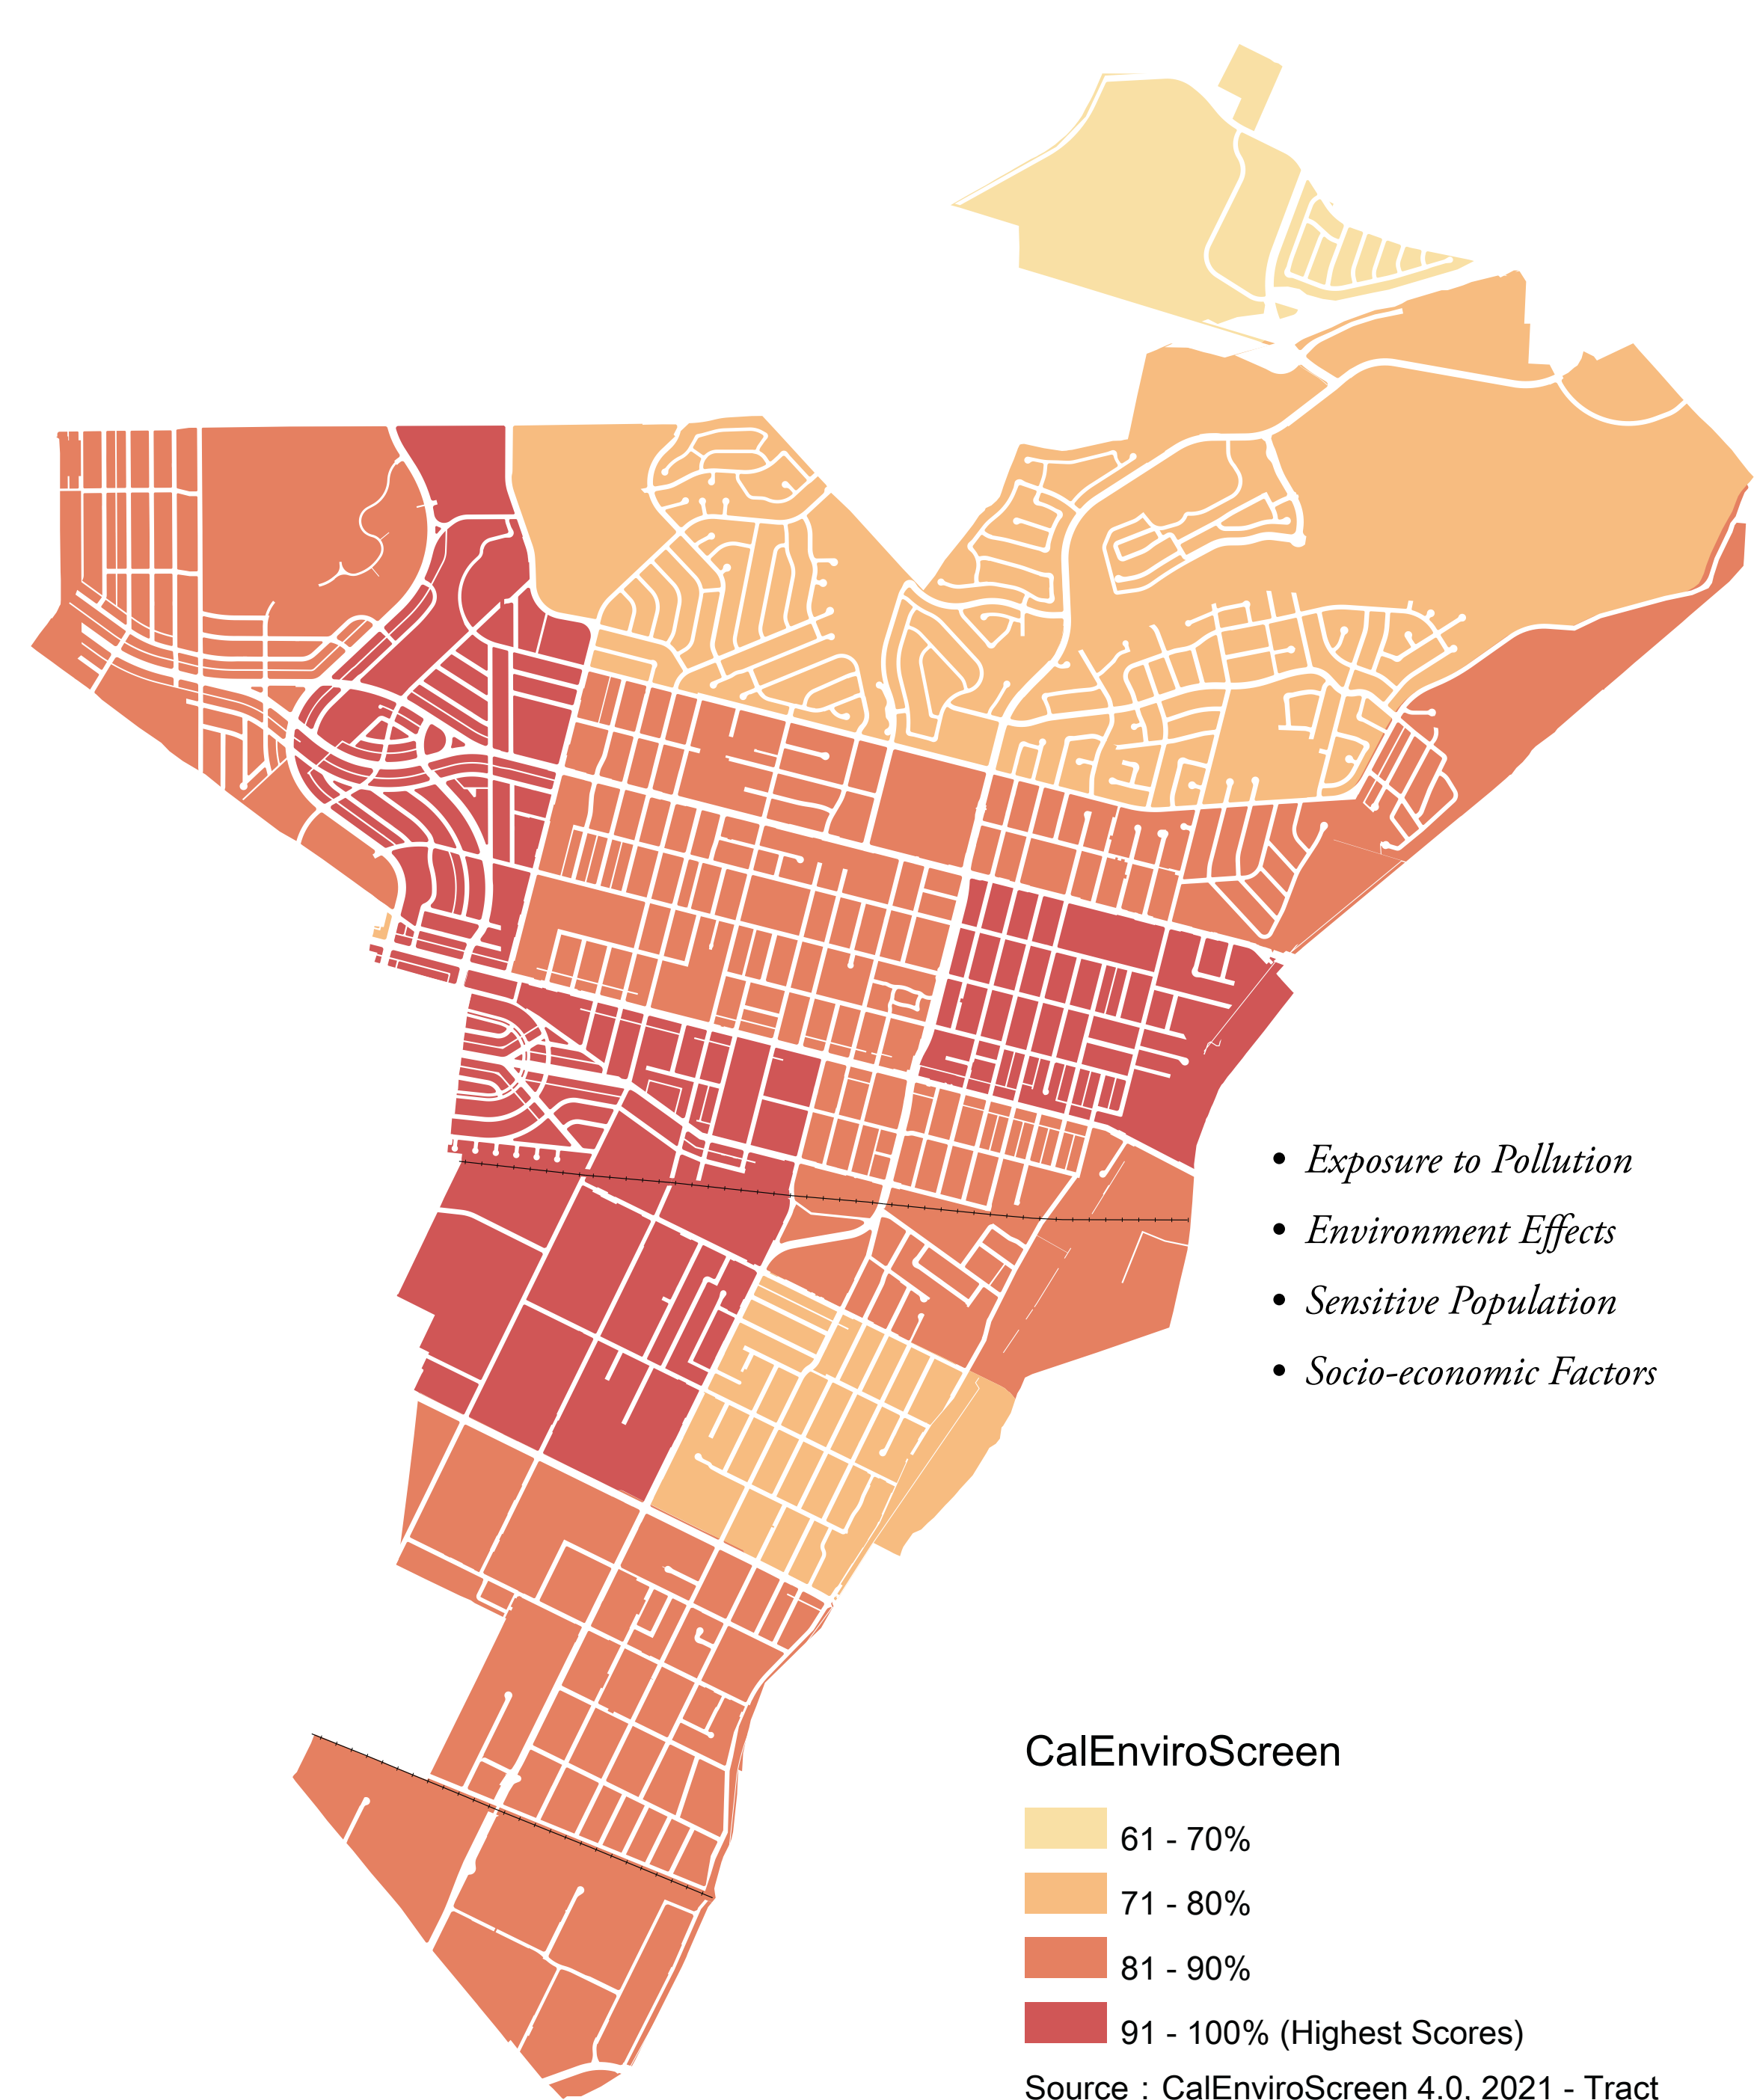 • Exposure to Pollution
• Environment Effects
• Sensitive Population
• Socio-economic Factors
CalEnviroScreen
61 - 70%
71 - 80%
81 - 90%
91 - 100% (Highest Scores)
Source : CalEnviroScreen 4.0, 2021 - Tract